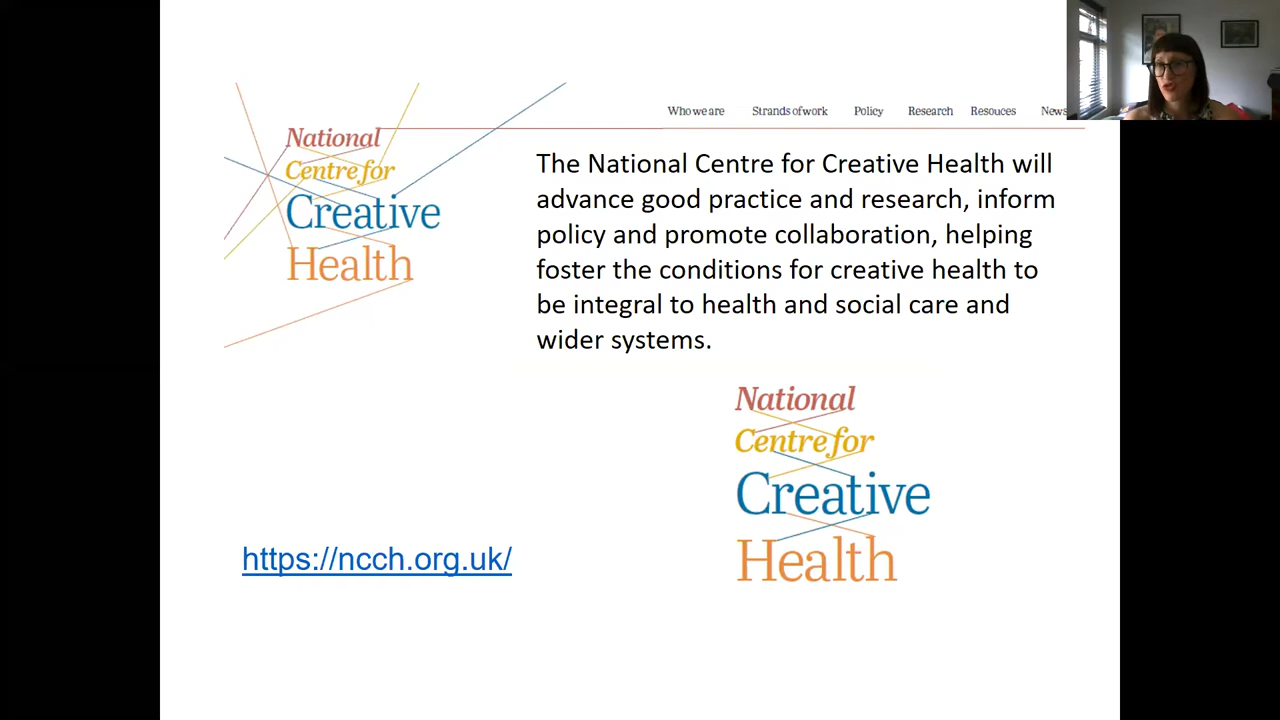 Who we are Strands of work Policy Research Resouces News
National
Centre for
Creative
Health
The National Centre for Creative Health will
advance good practice and research, inform
policy and promote collaboration, helping
foster the conditions for creative health to
be integral to health and social care and
wider systems.
National
Centre for
Creative
Health
https://ncch.org.uk/